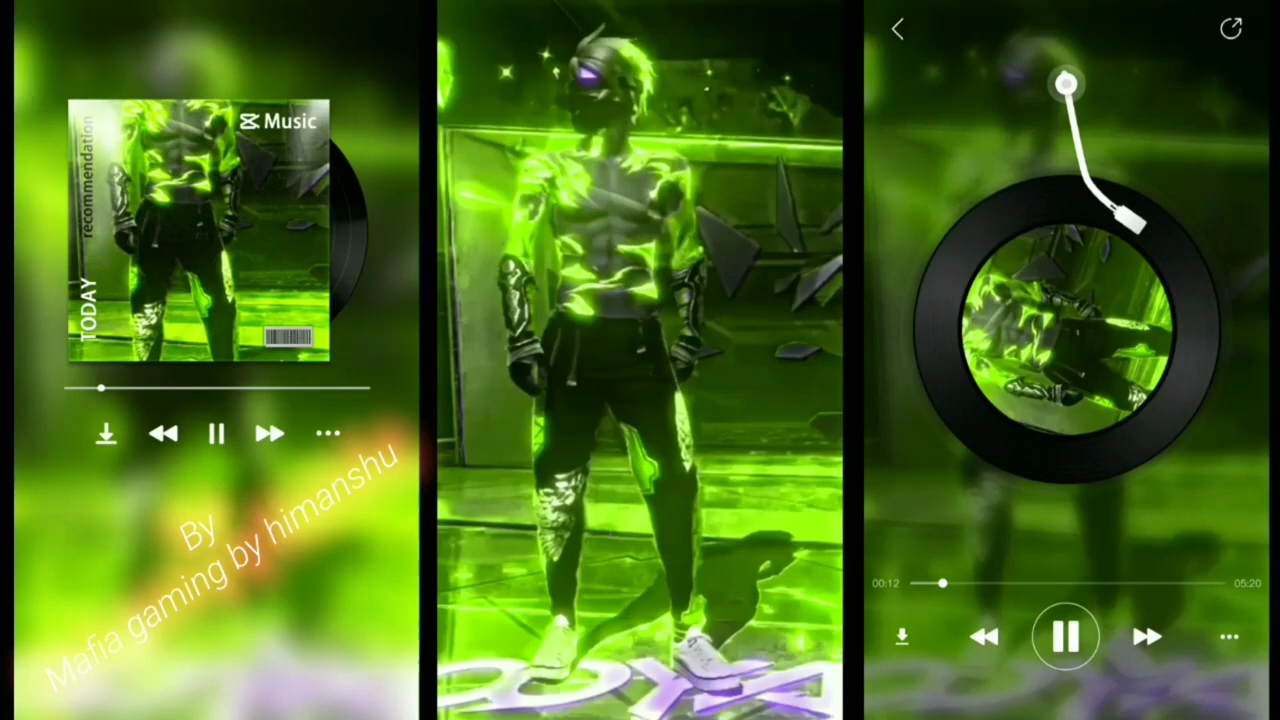 Music
recommendation
TODAY
By
Mafia gaming by himanshu
00:12
05:20